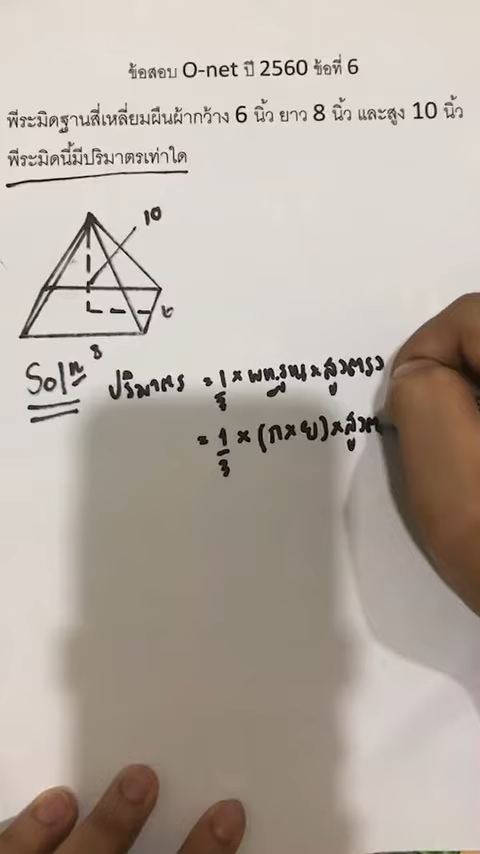 ข้อสอบ O-net ปี 2560 ข้อที่ 6
พีระมิดฐานสี่เหลี่ยมผืนผ้ากว้าง 6 นิ้ว ยาว 8 นิ้ว และสูง 10 นิ้ว
พีระมิดนี้มีปริมาตรเท่าใด
10
6
8
Solⁿ ปริมาตร = 1/3 × พท.ฐาน × สูงตรง
= 1/3 × (ก × ย) × สูงต